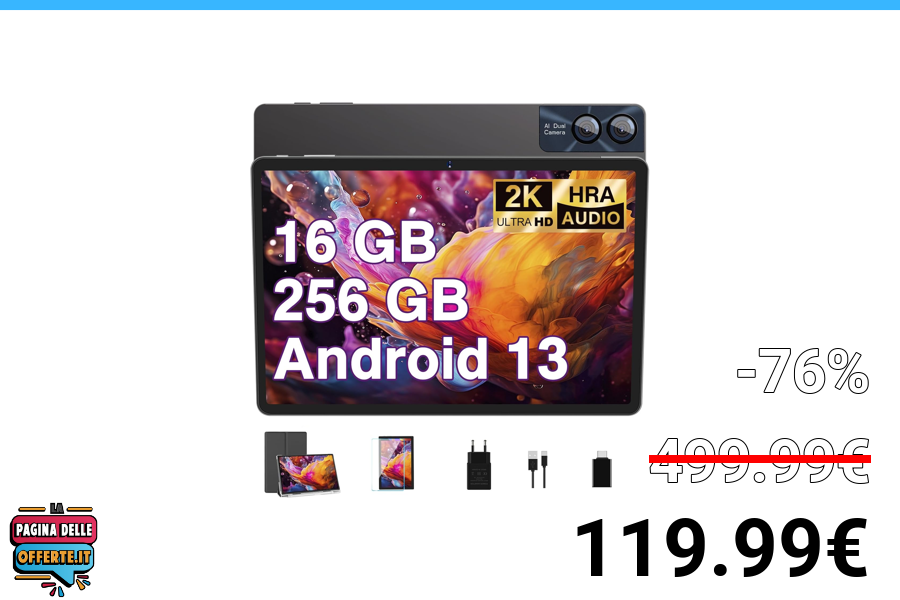 AI Dual
Camera
2K
ULTRA HD
HRA
AUDIO
16 GB
256 GB
Android 13
-76%
499.99€
119.99€
LA
PAGINA DELLE
OFFERTE.IT